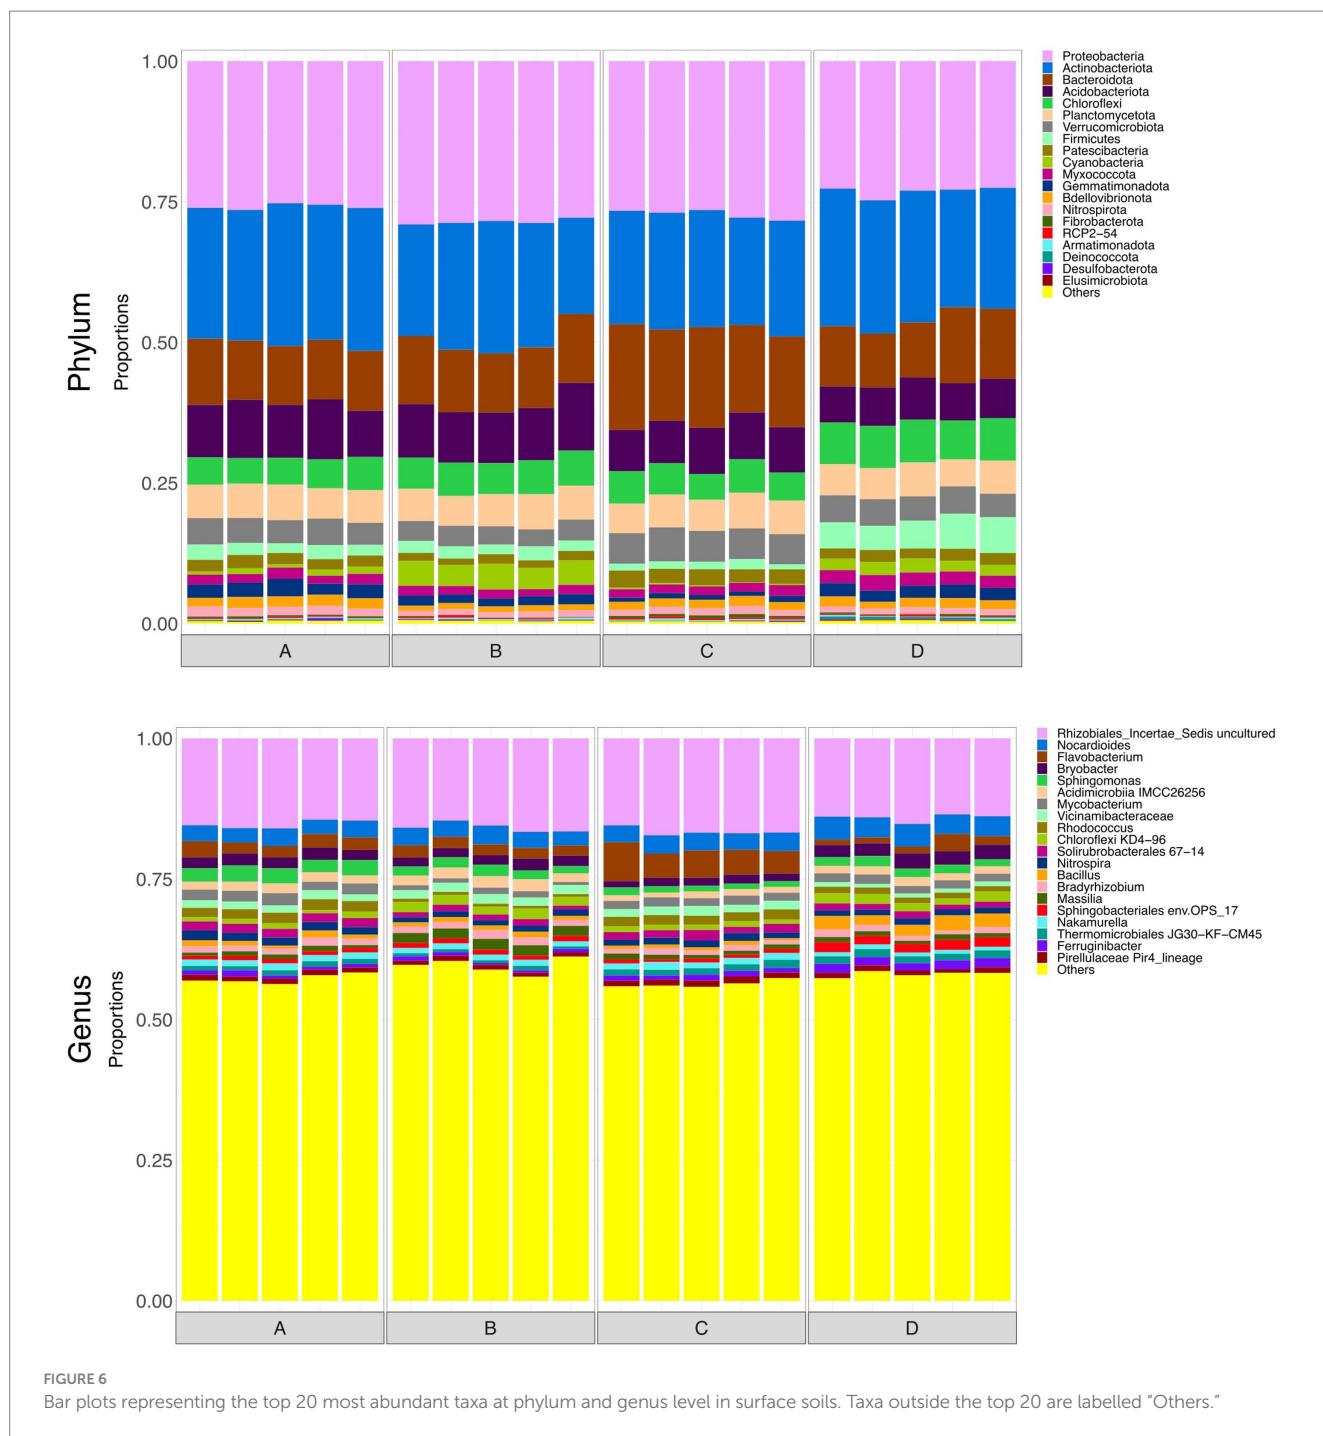 1.00
0.75
0.50
0.25
0.00
Phylum
Proportions
A
B
C
D
Proteobacteria
Actinobacteriota
Bacteroidota
Acidobacteriota
Chloroflexi
Planctomycetota
Verrucomicrobiota
Firmicutes
Patescibacteria
Cyanobacteria
Myxococcota
Gemmatimonadota
Bdellovibrionota
Nitrospirota
Fibrobacterota
RCP2−54
Armatimonadota
Deinococcota
Desulfobacterota
Elusimicrobiota
Others
1.00
0.75
0.50
0.25
0.00
Genus
Proportions
A
B
C
D
Rhizobiales_Incertae_Sedis uncultured
Nocardioides
Flavobacterium
Bryobacter
Sphingomonas
Acidimicrobiia IMCC26256
Mycobacterium
Vicinambacteraceae
Rhodococcus
Chloroflexi KD4−96
Solirubrobacterales 67−14
Nitrospira
Bacillus
Bradyrhizobium
Massilia
Sphingobacteriales env.OPS_17
Nakamurella
Thermomicrobiales JG30−KF−CM45
Ferruginibacter
Pirellulaceae Pir4_lineage
Others
FIGURE 6
Bar plots representing the top 20 most abundant taxa at phylum and genus level in surface soils. Taxa outside the top 20 are labelled “Others.”